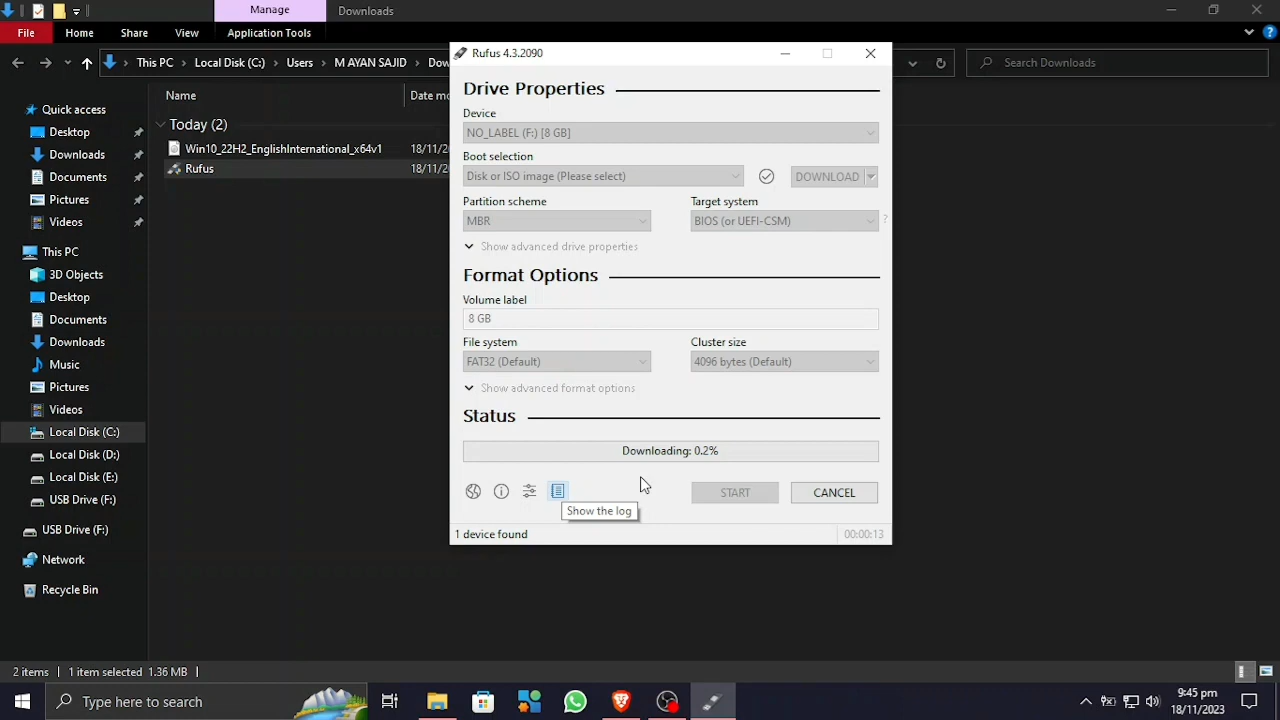 Manage
Downloads
File
Home
Share
View
Application Tools
This PC
Local Disk (C:)
Users
M AYAN SAJID
Search Downloads
Quick access
Desktop
Downloads
Documents
Pictures
Videos
This PC
3D Objects
Desktop
Documents
Downloads
Music
Pictures
Videos
Local Disk (C:)
Local Disk (D:)
Local Disk (E:)
USB Drive (F:)
USB Drive (F:)
Network
Recycle Bin
Name
Today (2)
Win10_22H2_EnglishInternational_x64v1
Rufus
Rufus 4.3.2090
Drive Properties
Device
NO_LABEL (F:) [8 GB]
Boot selection
Disk or ISO image (Please select)
DOWNLOAD
Partition scheme
Target system
MBR
BIOS (or UEFI-CSM)
?
Show advanced drive properties
Format Options
Volume label
8 GB
File system
Cluster size
FAT32 (Default)
4096 bytes (Default)
Show advanced format options
Status
Downloading: 0.2%
START
CANCEL
Show the log
1 device found
00:00:13
2 items
1 item selected 1.36 MB
Type here to search
9:45 pm
18/11/2023